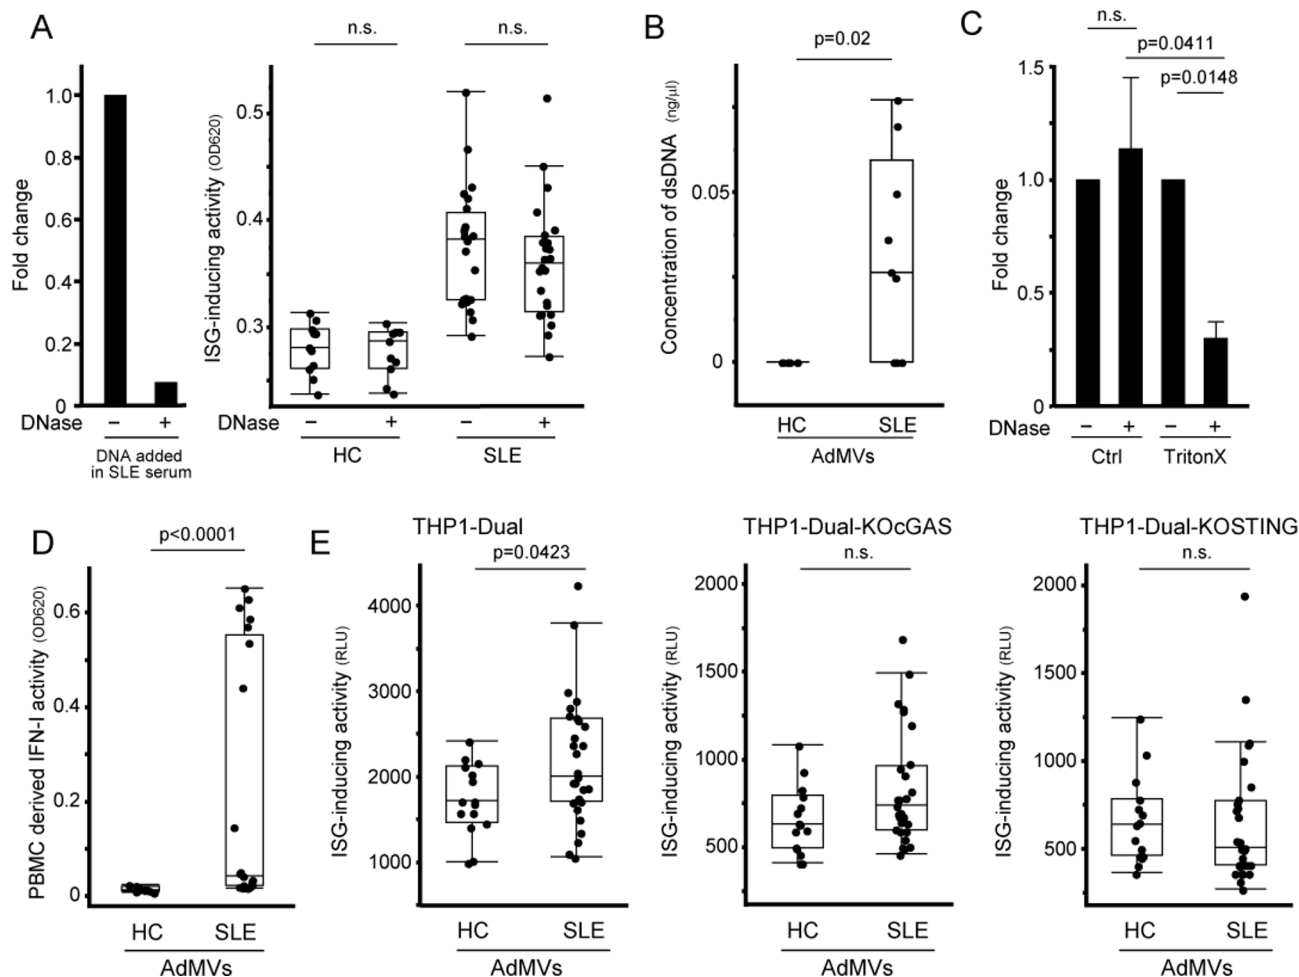 A
n.s.
n.s.
Fold change
1.0
0.8
0.6
0.4
0.2
0
DNase
−
+
DNA added
in SLE serum
ISG-inducing activity (OD620)
0.5
0.4
0.3
DNase
−
+
−
+
HC
SLE
B
p=0.02
Concentration of dsDNA (ng/μl)
0.05
0
HC
SLE
AdMVs
C
n.s.
p=0.0411
p=0.0148
Fold change
1.5
1.0
0.5
0
DNase
−
+
−
+
Ctrl
TritonX
D
p<0.0001
PBMC derived IFN-I activity (OD620)
0.6
0.4
0.2
0
HC
SLE
AdMVs
E
THP1-Dual
p=0.0423
ISG-inducing activity (RLU)
4000
3000
2000
1000
HC
SLE
AdMVs
THP1-Dual-KOcGAS
n.s.
ISG-inducing activity (RLU)
2000
1500
1000
500
HC
SLE
AdMVs
THP1-Dual-KOSTING
n.s.
ISG-inducing activity (RLU)
2000
1500
1000
500
HC
SLE
AdMVs